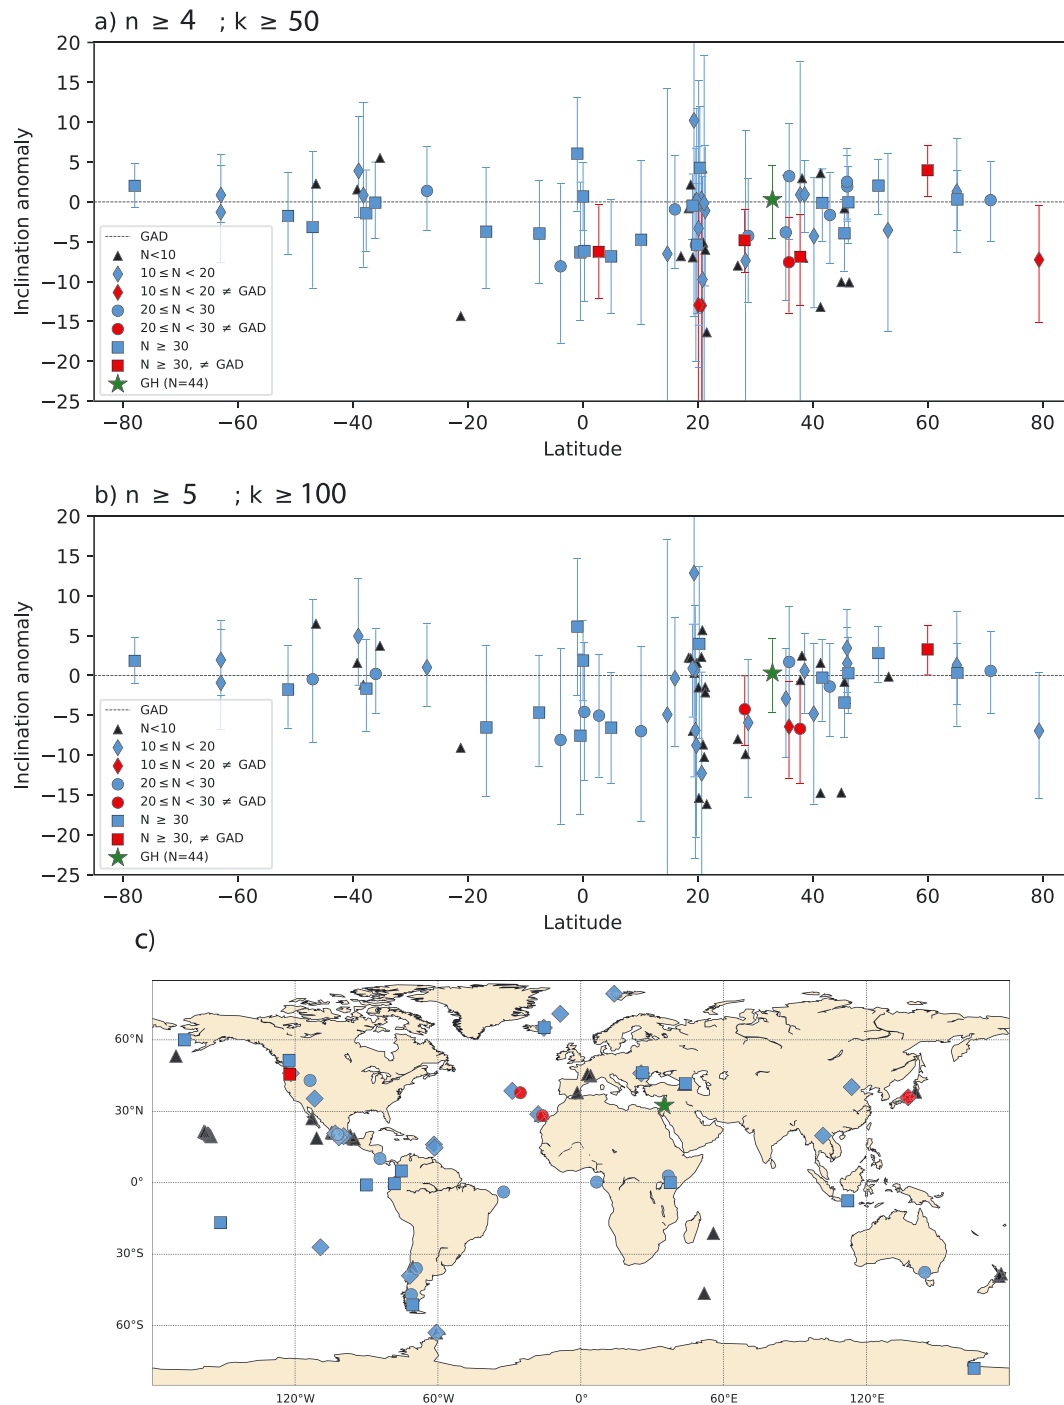 a) n ≥ 4 ; k ≥ 50
20
15
10
5
0
−5
−10
−15
−20
−25
Inclination anomaly
GAD
N<10
10 ≤ N < 20
10 ≤ N < 20 ≠ GAD
20 ≤ N < 30
20 ≤ N < 30 ≠ GAD
N ≥ 30
N ≥ 30, ≠ GAD
GH (N=44)
−80 −60 −40 −20 0 20 40 60 80
Latitude
b) n ≥ 5 ; k ≥ 100
20
15
10
5
0
−5
−10
−15
−20
−25
Inclination anomaly
GAD
N<10
10 ≤ N < 20
10 ≤ N < 20 ≠ GAD
20 ≤ N < 30
20 ≤ N < 30 ≠ GAD
N ≥ 30
N ≥ 30, ≠ GAD
GH (N=44)
−80 −60 −40 −20 0 20 40 60 80
Latitude
c)
60°N
30°N
0°
30°S
60°S
120°W 60°W 0° 60°E 120°E